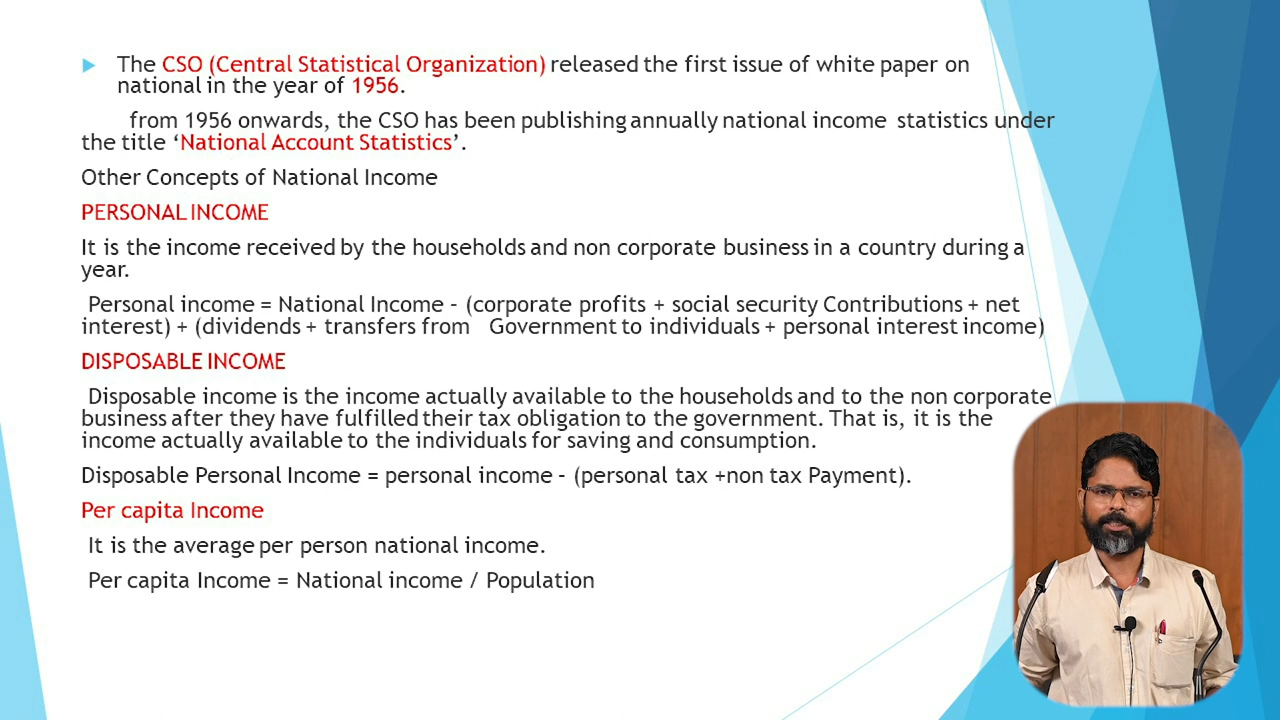 The CSO (Central Statistical Organization) released the first issue of white paper on
national in the year of 1956.
from 1956 onwards, the CSO has been publishing annually national income statistics under
the title ‘National Account Statistics’.
Other Concepts of National Income
PERSONAL INCOME
It is the income received by the households and non corporate business in a country during a
year.
Personal income = National Income – (corporate profits + social security Contributions + net
interest) + (dividends + transfers from Government to individuals + personal interest income)
DISPOSABLE INCOME
Disposable income is the income actually available to the households and to the non corporate
business after they have fulfilled their tax obligation to the government. That is, it is the
income actually available to the individuals for saving and consumption.
Disposable Personal Income = personal income – (personal tax +non tax Payment).
Per capita Income
It is the average per person national income.
Per capita Income = National income / Population